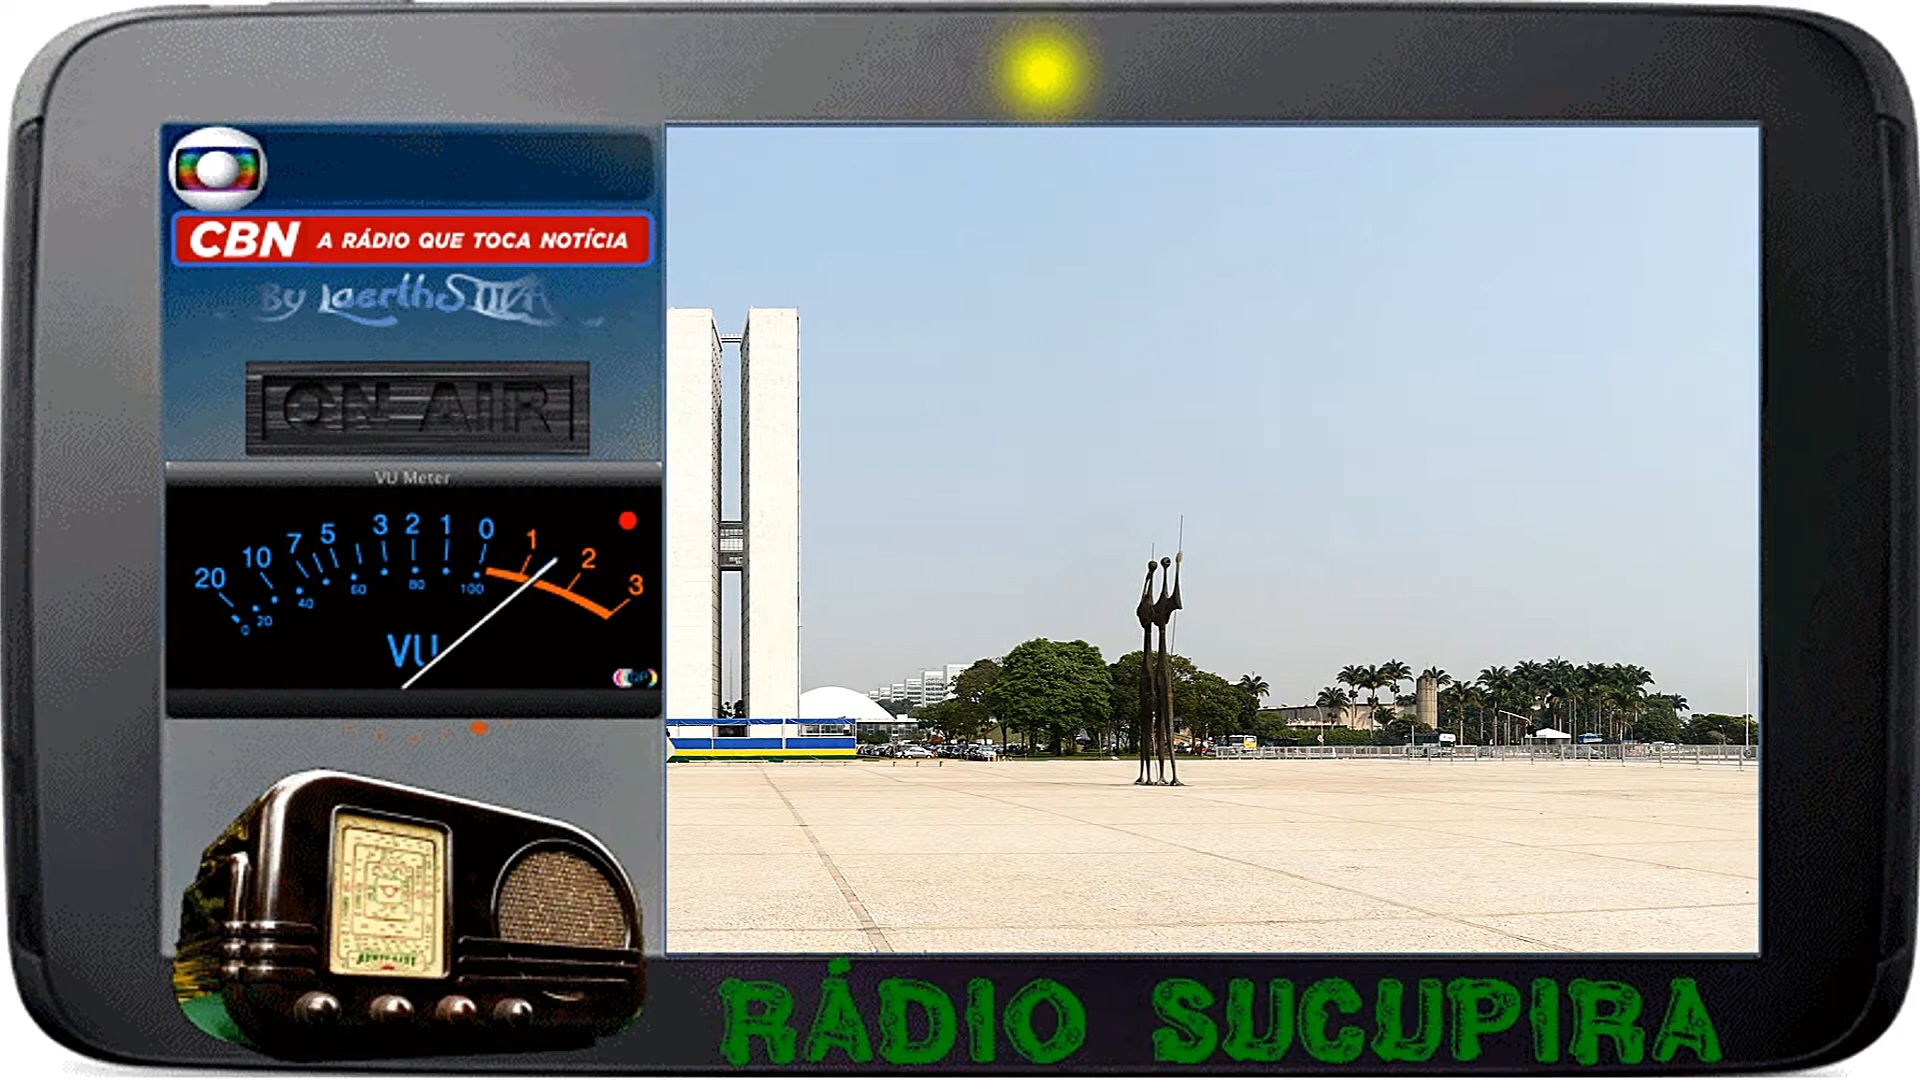 CBN A RÁDIO QUE TOCA NOTÍCIA
By LaerthSilva
ON AIR
VU Meter
20 10 7 5 3 2 1 0 1 2 3
0 20 40 60 80 100
VU
RÁDIO SUCUPIRA